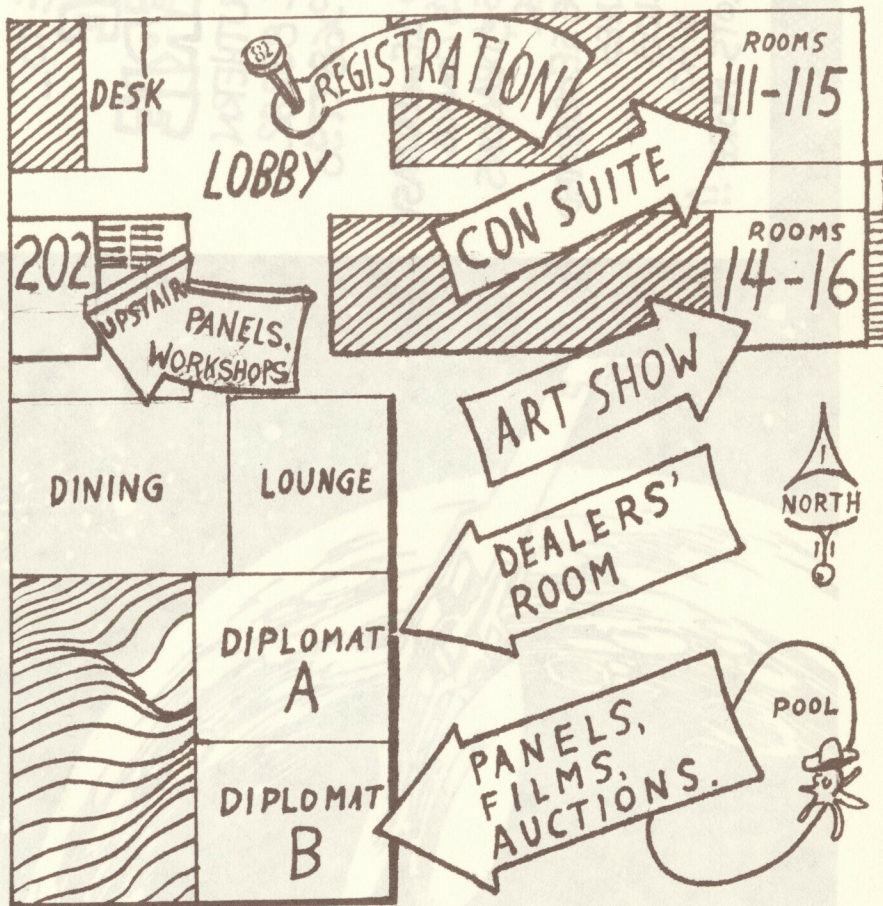 DESK
REGISTRATION
LOBBY
ROOMS
111-115
CON SUITE
202
UPSTAIR
PANELS,
WORKSHOPS
ROOMS
14-16
ART SHOW
DINING
LOUNGE
NORTH
DEALERS'
ROOM
DIPLOMAT
A
PANELS,
FILMS,
AUCTIONS.
POOL
DIPLOMAT
B